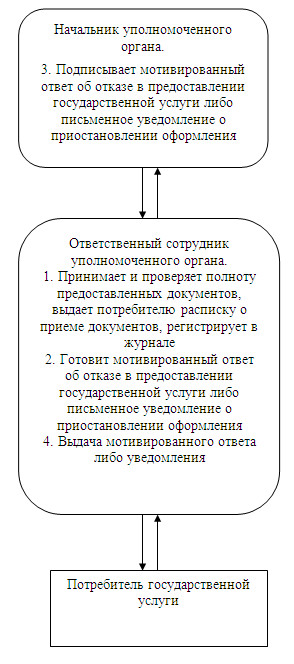 Начальник уполномоченного
органа.
3. Подписывает мотивированный
ответ об отказе в предоставлении
государственной услуги либо
письменное уведомление о
приостановлении оформления
Ответственный сотрудник
уполномоченного органа.
1. Принимает и проверяет полноту
предоставленных документов,
выдает потребителю расписку
о приеме документов, регистрирует в
журнале
2. Готовит мотивированный ответ
об отказе в предоставлении
государственной услуги либо
письменное уведомление о
приостановлении оформления
4. Выдача мотивированного ответа
либо уведомления
Потребитель государственной
услуги